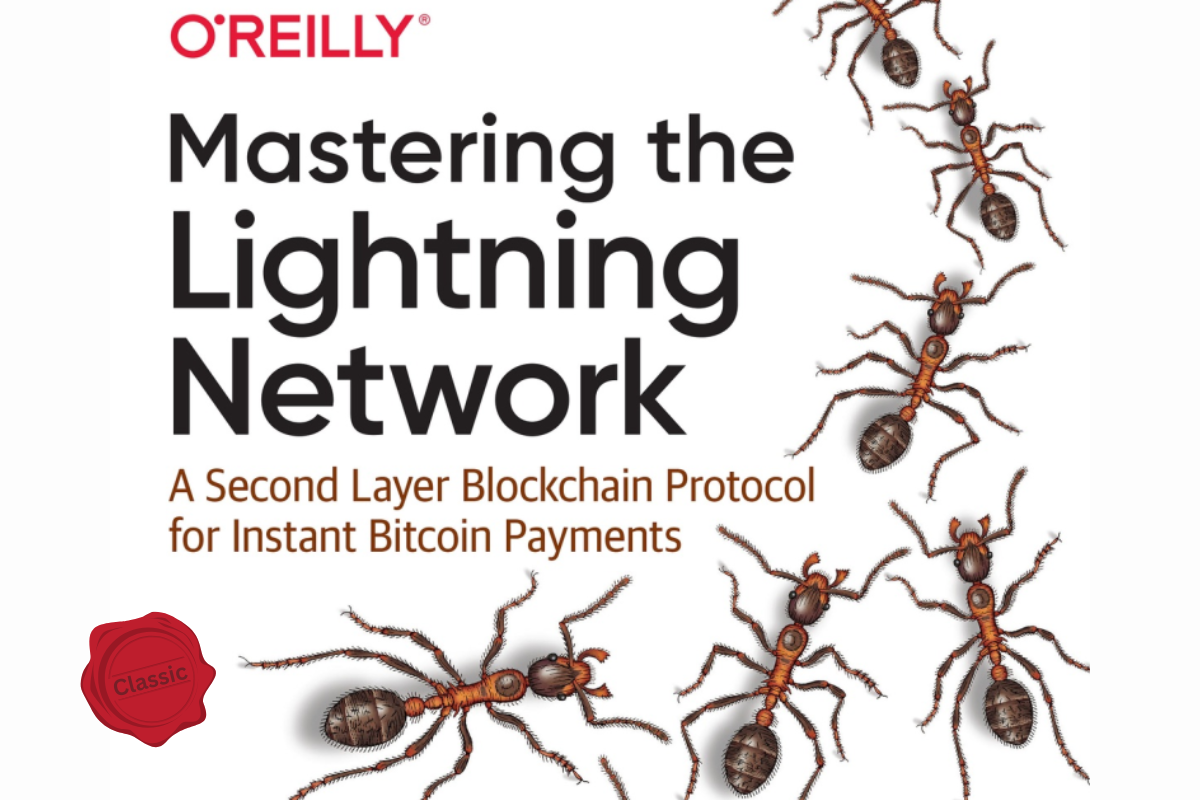 O'REILLY®
Mastering the
Lightning
Network
A Second Layer Blockchain Protocol
for Instant Bitcoin Payments
Classic